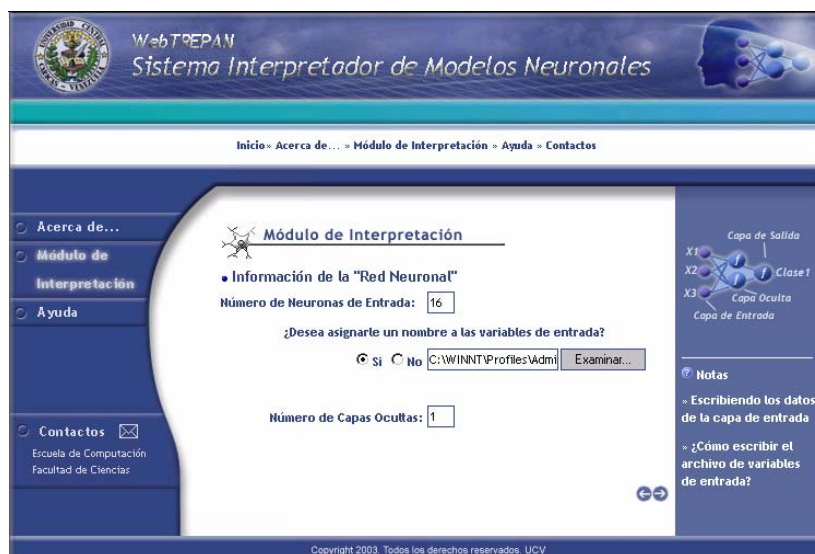 WebTREPAN
Sistema Interpretador de Modelos Neuronales
Inicio» Acerca de... » Módulo de Interpretación » Ayuda » Contactos
Acerca de...
Módulo de
Interpretación
Ayuda
Contactos
Escuela de Computación
Facultad de Ciencias
Módulo de Interpretación
Información de la "Red Neuronal"
Número de Neuronas de Entrada: 16
¿Desea asignarle un nombre a las variables de entrada?
Si No C:\WINNT\Profiles\Admi Examinar...
Número de Capas Ocultas: 1
Capa de Salida
X1
X2
Clase1
X3
Capa Oculta
Capa de Entrada
Notas
» Escribiendo los datos
de la capa de entrada
» ¿Cómo escribir el
archivo de variables
de entrada?
Copyright 2003. Todos los derechos reservados. UCV